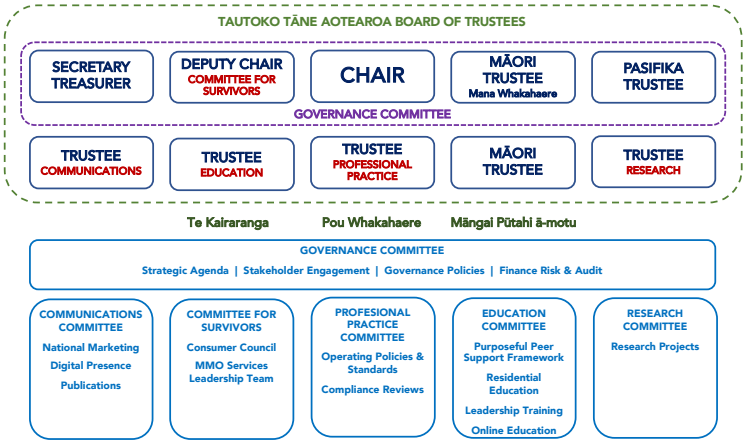 TAUTOKO TĀNE AOTEAROA BOARD OF TRUSTEES
SECRETARY
TREASURER
DEPUTY CHAIR
COMMITTEE FOR
SURVIVORS
CHAIR
MĀORI
TRUSTEE
Mana Whakahaere
PASIFIKA
TRUSTEE
GOVERNANCE COMMITTEE
TRUSTEE
COMMUNICATIONS
TRUSTEE
EDUCATION
TRUSTEE
PROFESSIONAL
PRACTICE
MĀORI
TRUSTEE
TRUSTEE
RESEARCH
Te Kairaranga
Pou Whakahaere
Māngai Pūtahi ā-motu
GOVERNANCE COMMITTEE
Strategic Agenda | Stakeholder Engagement | Governance Policies | Finance Risk & Audit
COMMUNICATIONS
COMMITTEE
National Marketing
Digital Presence
Publications
COMMITTEE FOR
SURVIVORS
Consumer Council
MMO Services
Leadership Team
PROFESIONAL
PRACTICE
COMMITTEE
Operating Policies &
Standards
Compliance Reviews
EDUCATION
COMMITTEE
Purposeful Peer
Support Framework
Residential
Education
Leadership Training
Online Education
RESEARCH
COMMITTEE
Research Projects